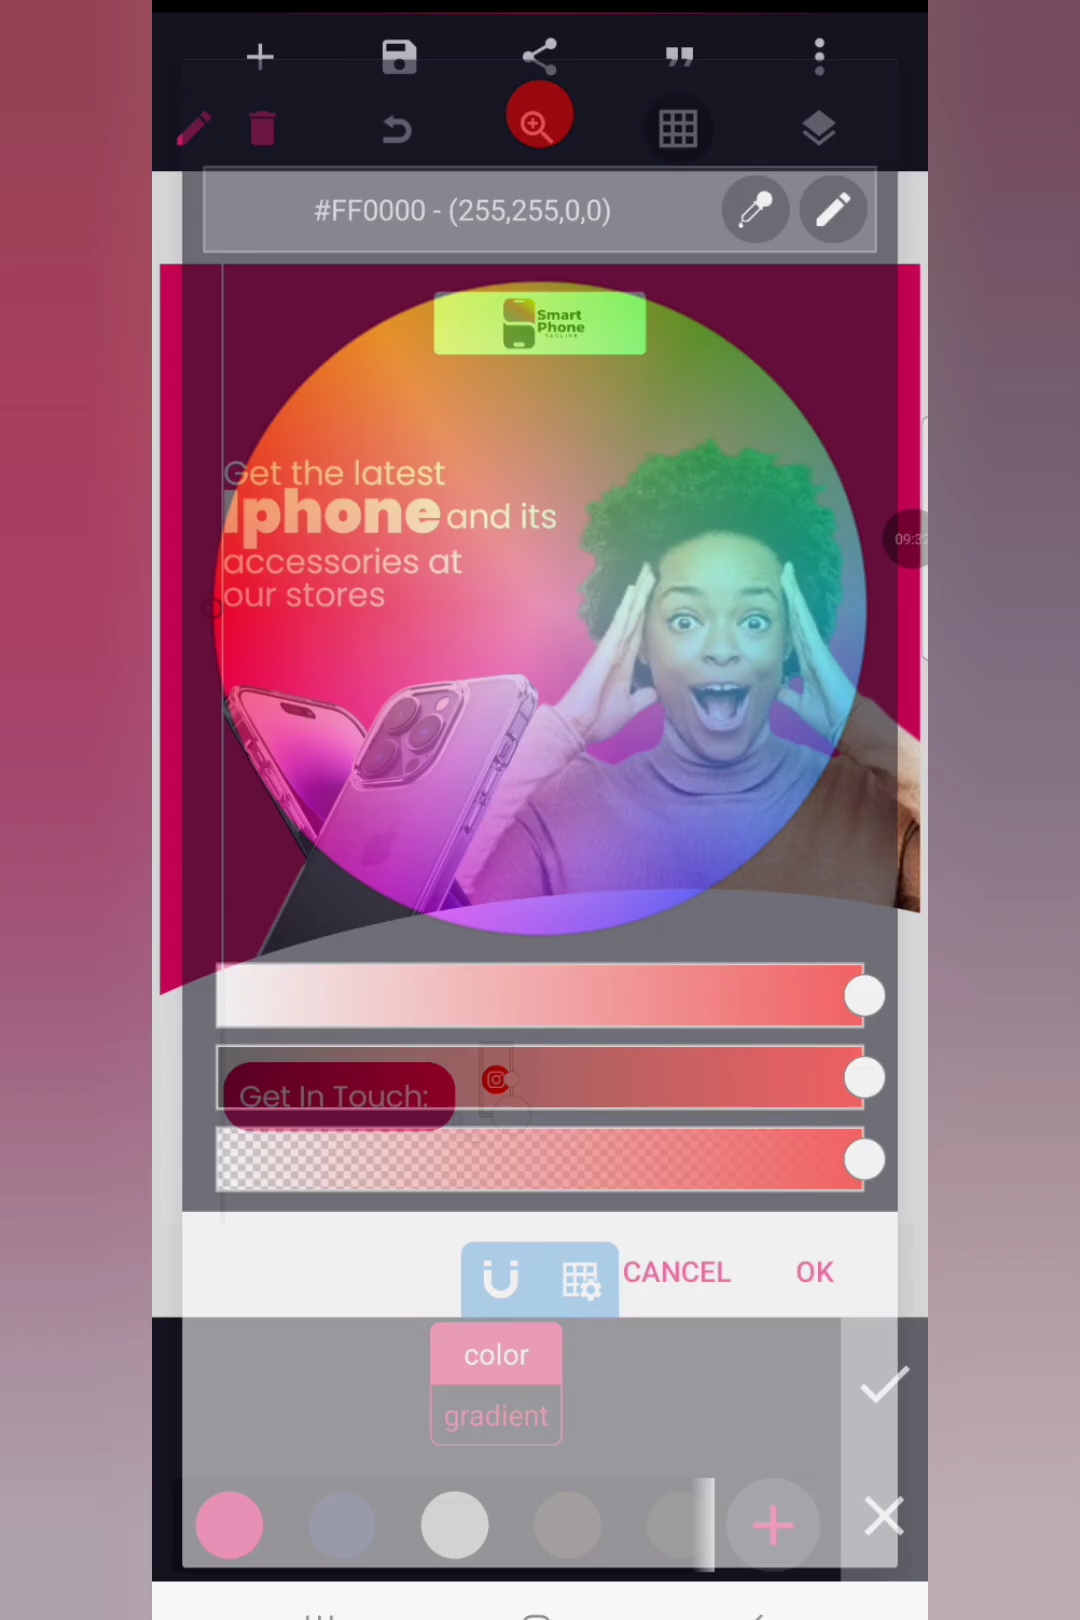 #FF0000 - (255,255,0,0)
Smart
Phone
TAGLINE
Get the latest
Iphone and its
accessories at
our stores
Get In Touch:
CANCEL
OK
color
gradient